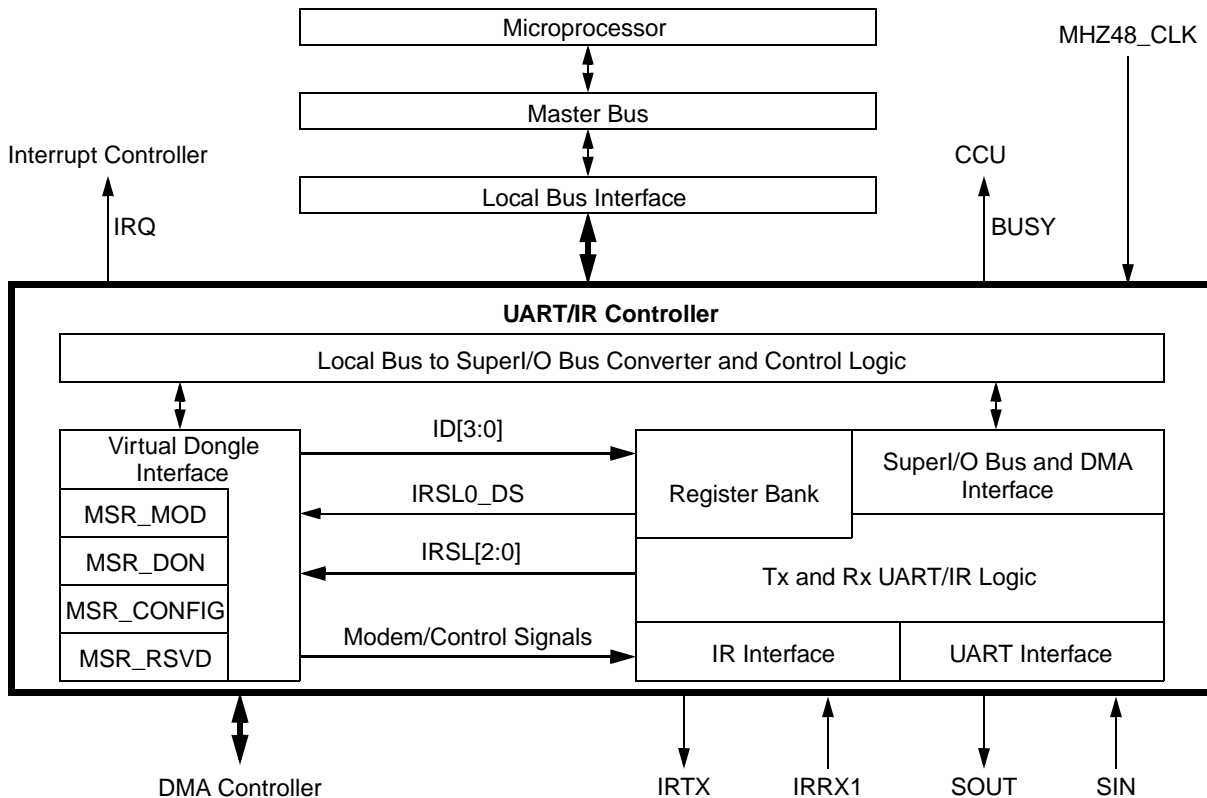 Microprocessor
MHZ48_CLK
Master Bus
Interrupt Controller
CCU
Local Bus Interface
IRQ
BUSY
UART/IR Controller
Local Bus to SuperI/O Bus Converter and Control Logic
Virtual Dongle
Interface
ID[3:0]
SuperI/O Bus and DMA
Interface
Register Bank
IRSL0_DS
MSR_MOD
IRSL[2:0]
MSR_DON
Tx and Rx UART/IR Logic
MSR_CONFIG
Modem/Control Signals
MSR_RSVD
IR Interface
UART Interface
DMA Controller
IRTX
IRRX1
SOUT
SIN